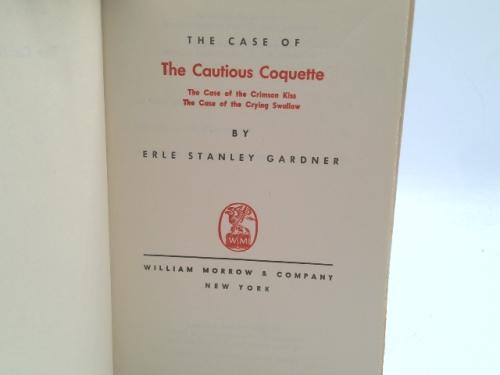 THE CASE OF
The Cautious Coquette
The Case of the Crimson Kiss
The Case of the Crying Swallow
BY
ERLE STANLEY GARDNER
WM
WILLIAM MORROW & COMPANY
NEW YORK